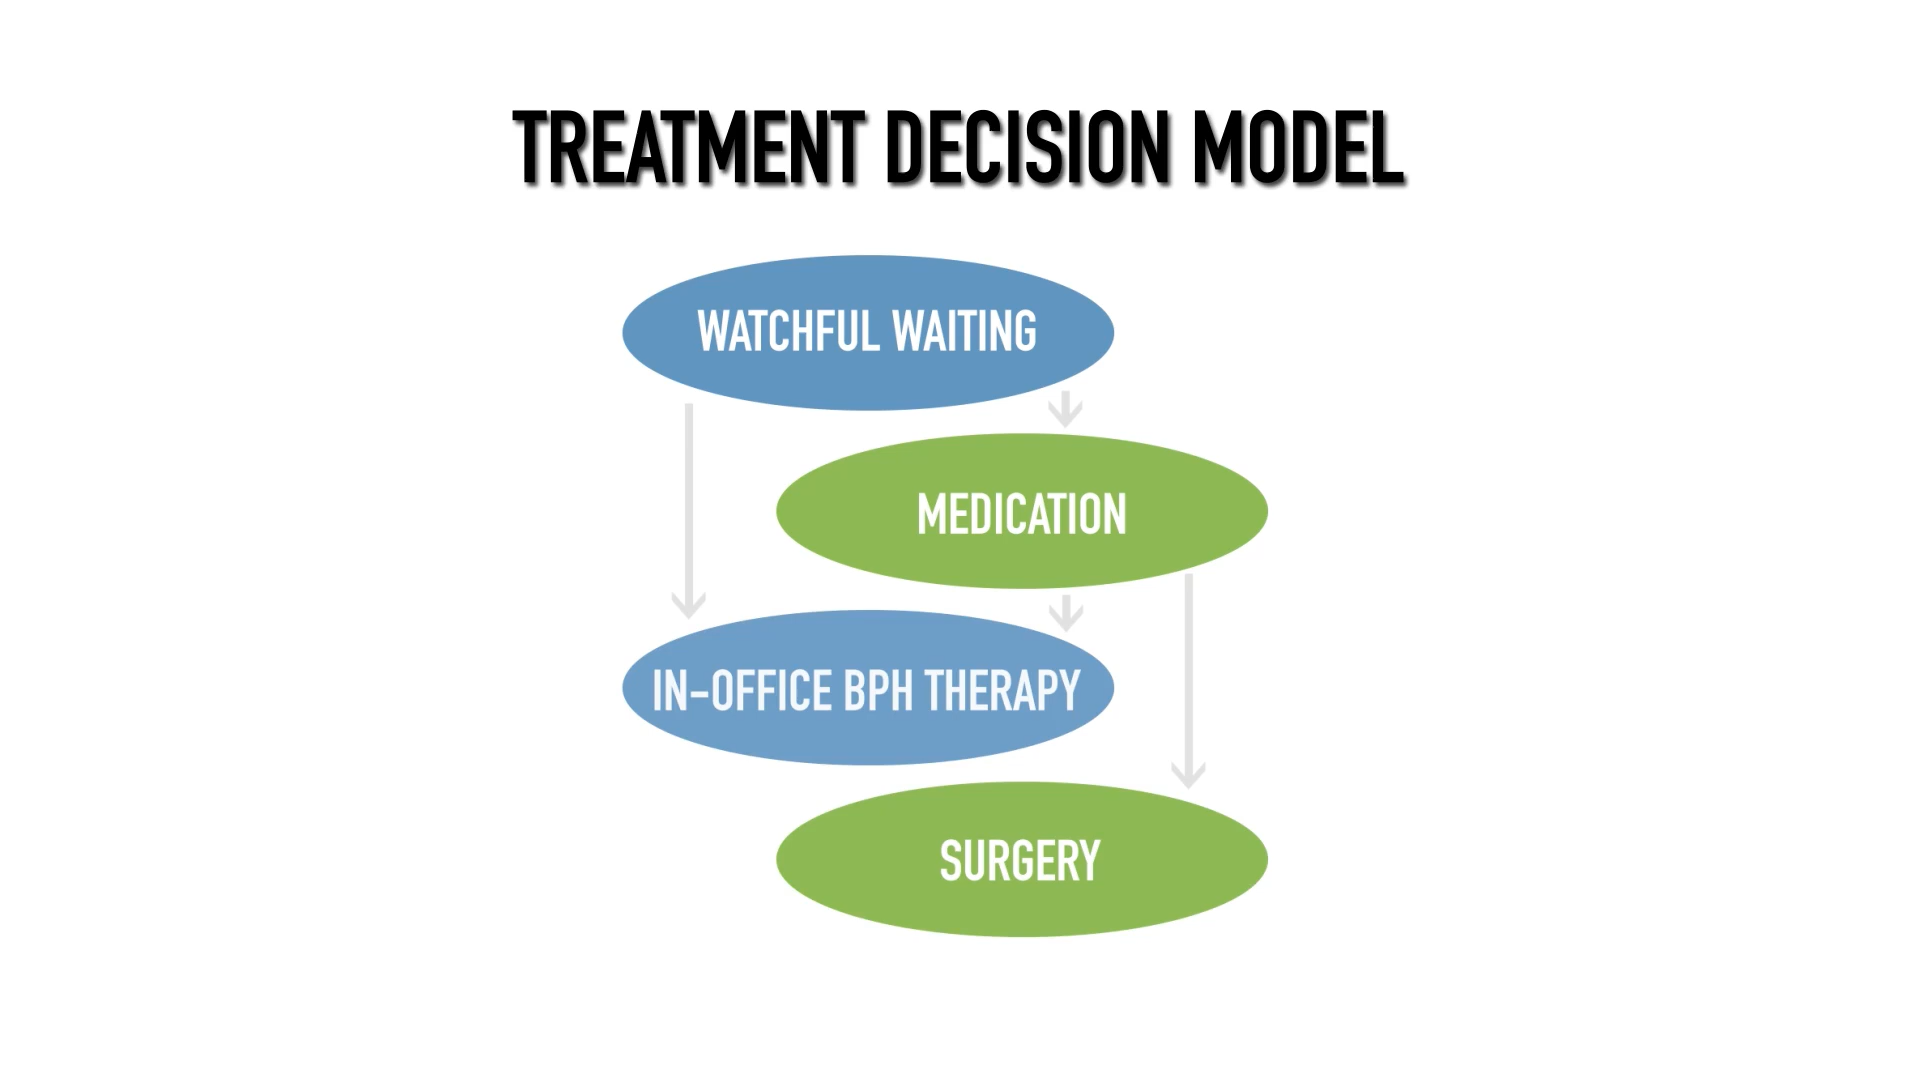 TREATMENT DECISION MODEL
WATCHFUL WAITING
MEDICATION
IN-OFFICE BPH THERAPY
SURGERY